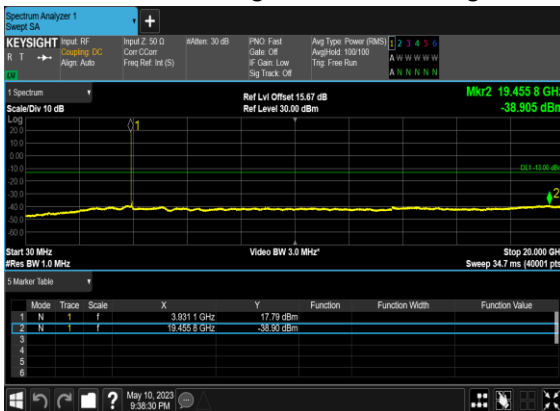 Spectrum Analyzer 1
Swept SA
+
KEYSIGHT Input: RF Input Z: 50 Ω #Atten: 30 dB PNO: Fast Avg Type: Power (RMS) 1 2 3 4 5 6
R T Coupling: DC Corr CCorr Gate: Off Avg|Hold: 100/100 A W W W W W
Align: Auto Freq Ref: Int (S) IF Gain: Low Trig: Free Run
Sig Track: Off A N N N N N
1 Spectrum Ref Lvl Offset 15.67 dB Mkr2 19.455 8 GHz
Scale/Div 10 dB Ref Level 30.00 dBm -38.905 dBm
Log
20.0
10.0
0.00
-10.0
-20.0
-30.0
-40.0
-50.0
-60.0
1
DL1 -13.00 dBm
2
Start 30 MHz Video BW 3.0 MHz* Stop 20.000 GH
#Res BW 1.0 MHz Sweep 34.7 ms (40001 pts
5 Marker Table
Mode Trace Scale X Y Function Function Width Function Value
1 N 1 f 3.931 1 GHz 17.79 dBm
2 N 1 f 19.455 8 GHz -38.90 dBm
3
4
5
6
? May 10, 2023
9:38:30 PM